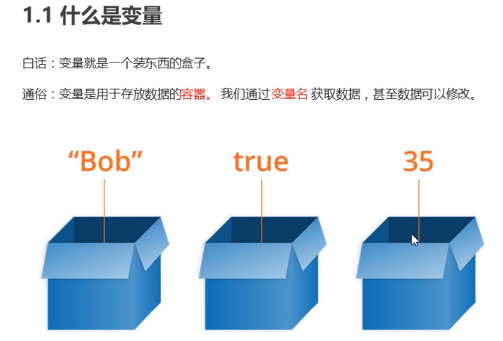 1.1 什么是变量
白话：变量就是一个装东西的盒子。
通俗：变量是用于存放数据的容器。 我们通过 变量名 获取数据，甚至数据可以修改。
“Bob” true 35